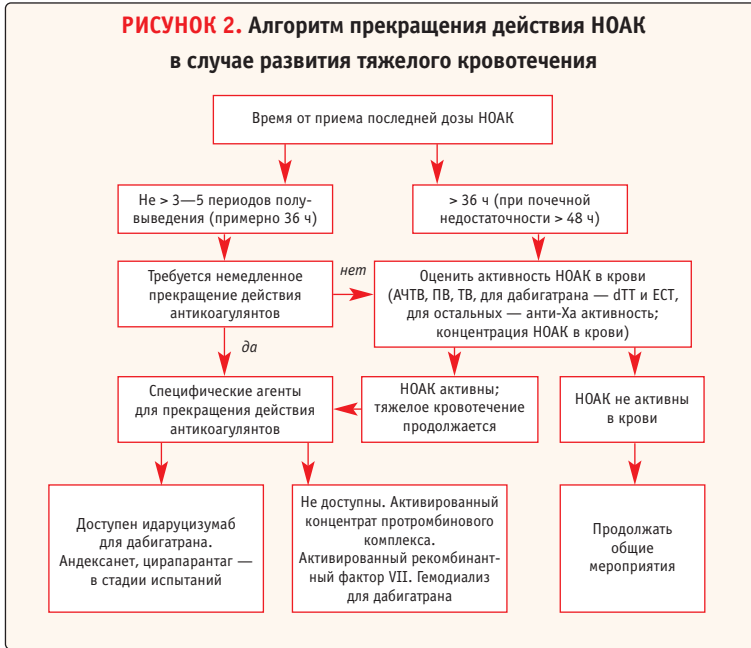 РИСУНОК 2. Алгоритм прекращения действия НОАК
в случае развития тяжелого кровотечения
Время от приема последней дозы НОАК
Не > 3—5 периодов полу-
выведения (примерно 36 ч)
> 36 ч (при почечной
недостаточности > 48 ч)
Требуется немедленное
прекращение действия
антикоагулянтов
нет
Оценить активность НОАК в крови
(АЧТВ, ПВ, ТВ, для дабигатрана — dTT и ECT,
для остальных — анти-Ха активность;
концентрация НОАК в крови)
да
Специфические агенты
для прекращения действия
антикоагулянтов
НОАК активны;
тяжелое кровотечение
продолжается
НОАК не активны
в крови
Доступен идаруцизумаб
для дабигатрана.
Андексанет, цирапарантаг —
в стадии испытаний
Не доступны. Активированный
концентрат протромбинового
комплекса.
Активированный рекомбинант-
ный фактор VII. Гемодиализ
для дабигатрана
Продолжать
общие
мероприятия